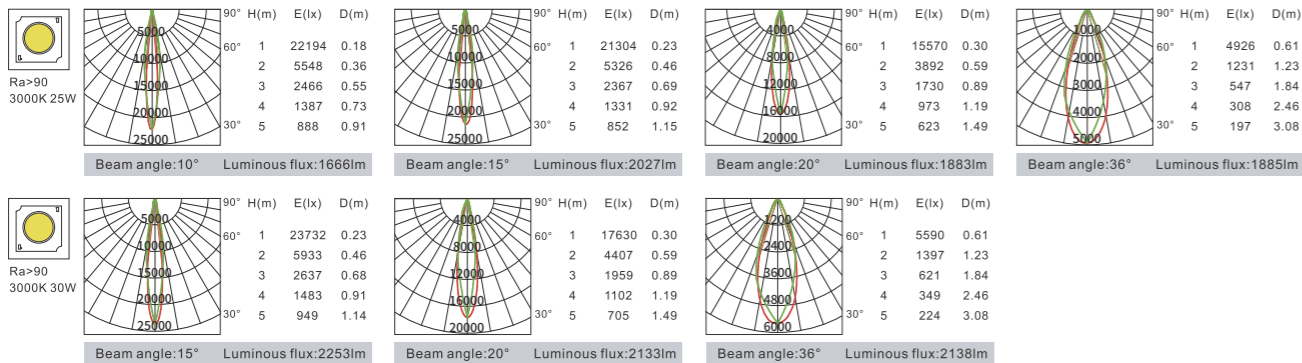 90° H(m) E(lx) D(m)
5000
60° 1 22194 0.18
10000 2 5548 0.36
15000 3 2466 0.55
20000 4 1387 0.73
30° 5 888 0.91
25000
Beam angle:10° Luminous flux:1666lm
90° H(m) E(lx) D(m)
5000
60° 1 21304 0.23
10000 2 5326 0.46
15000 3 2367 0.69
20000 4 1331 0.92
30° 5 852 1.15
25000
Beam angle:15° Luminous flux:2027lm
90° H(m) E(lx) D(m)
4000
60° 1 15570 0.30
8000 2 3892 0.59
12000 3 1730 0.89
16000 4 973 1.19
30° 5 623 1.49
20000
Beam angle:20° Luminous flux:1883lm
90° H(m) E(lx) D(m)
1000
60° 1 4926 0.61
2000 2 1231 1.23
3000 3 547 1.84
4000 4 308 2.46
30° 5 197 3.08
5000
Beam angle:36° Luminous flux:1885lm
Ra>90
3000K 25W
90° H(m) E(lx) D(m)
5000
60° 1 23732 0.23
10000 2 5933 0.46
15000 3 2637 0.68
20000 4 1483 0.91
30° 5 949 1.14
25000
Beam angle:15° Luminous flux:2253lm
90° H(m) E(lx) D(m)
4000
60° 1 17630 0.30
8000 2 4407 0.59
12000 3 1959 0.89
16000 4 1102 1.19
30° 5 705 1.49
20000
Beam angle:20° Luminous flux:2133lm
90° H(m) E(lx) D(m)
1200
60° 1 5590 0.61
2400 2 1397 1.23
3600 3 621 1.84
4800 4 349 2.46
30° 5 224 3.08
6000
Beam angle:36° Luminous flux:2138lm
Ra>90
3000K 30W